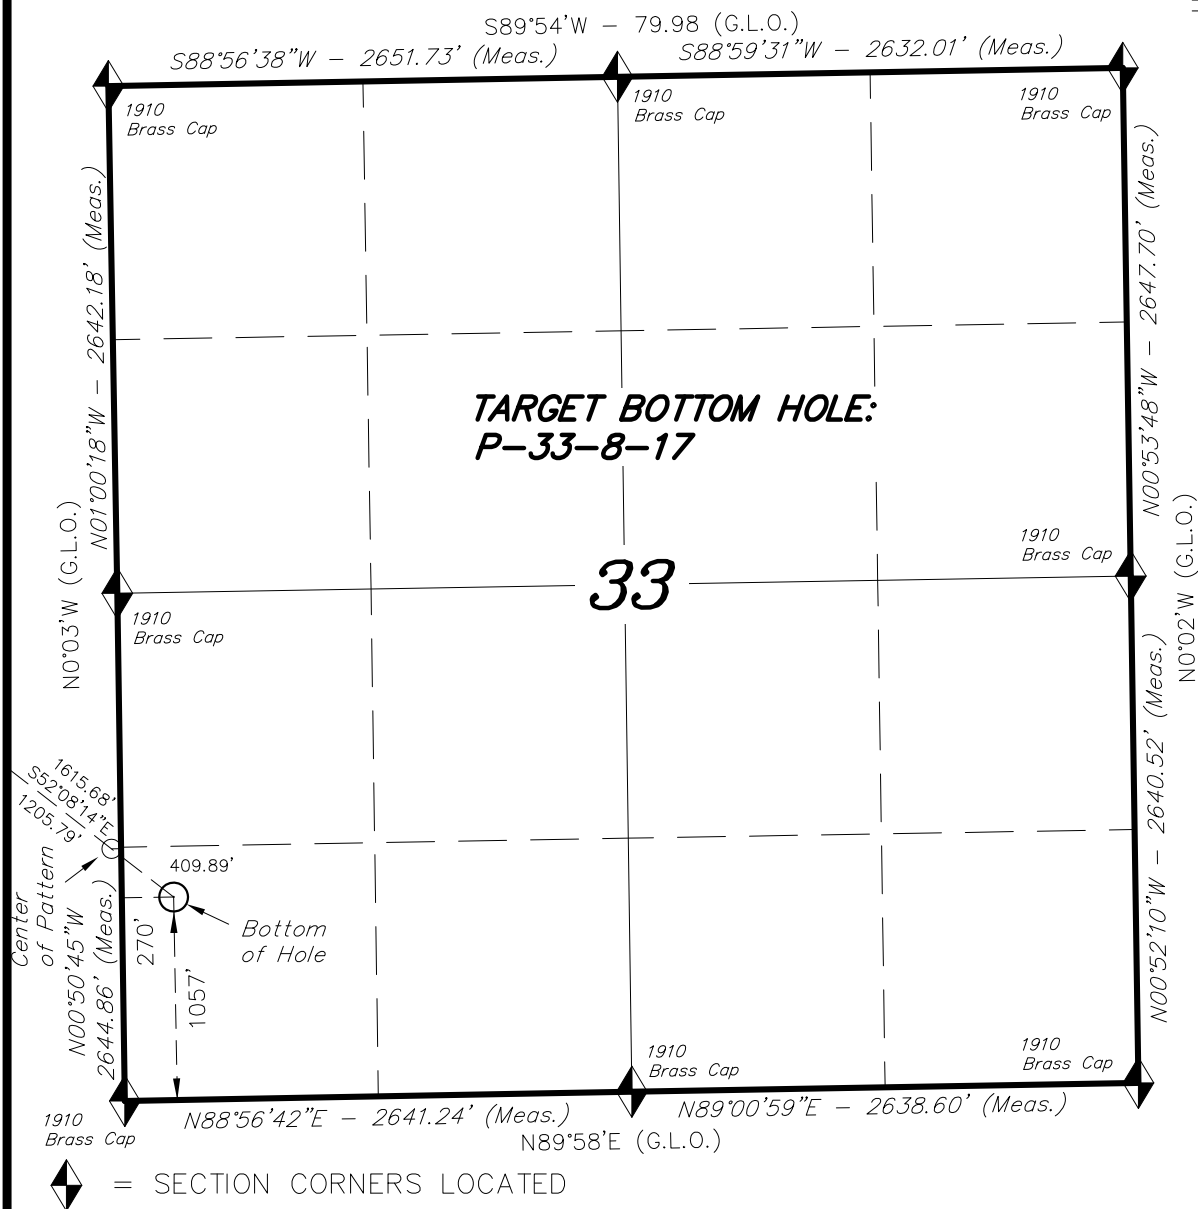 S89°54'W – 79.98 (G.L.O.)
S88°56'38"W – 2651.73' (Meas.)
S88°59'31"W – 2632.01' (Meas.)
1910
Brass Cap
1910
Brass Cap
1910
Brass Cap
N01°00'18"W – 2642.18' (Meas.)
N00°53'48"W – 2647.70' (Meas.)
TARGET BOTTOM HOLE:
P–33–8–17
N0°03'W (G.L.O.)
N0°02'W (G.L.O.)
33
1910
Brass Cap
1910
Brass Cap
N00°52'10"W – 2640.52' (Meas.)
1615.68'
S52°08'14"E
1205.79'
Center
of Pattern
409.89'
Bottom
of Hole
270'
1057'
N00°50'45"W
2644.86' (Meas.)
1910
Brass Cap
1910
Brass Cap
1910
Brass Cap
N88°56'42"E – 2641.24' (Meas.)
N89°00'59"E – 2638.60' (Meas.)
N89°58'E (G.L.O.)
= SECTION CORNERS LOCATED